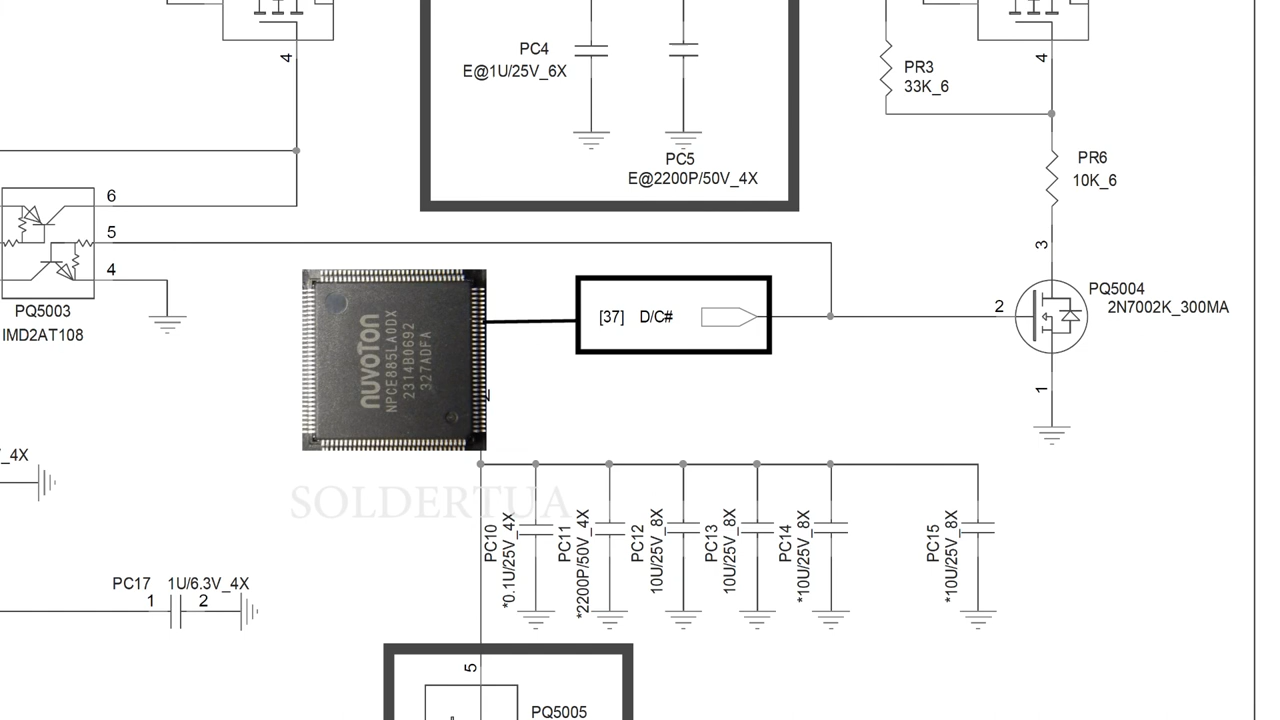 4
4
PC4
E@1U/25V_6X
PR3
33K_6
PC5
E@2200P/50V_4X
PR6
10K_6
6
5
4
3
PQ5003
IMD2AT108
nuvoTon
NPCE885LA0DX
2314B0692
327ADFA
[37] D/C#
2
PQ5004
2N7002K_300MA
1
_4X
SOLDERTUA
PC10
*0.1U/25V_4X
PC11
*2200P/50V_4X
PC12
10U/25V_8X
PC13
10U/25V_8X
PC14
*10U/25V_8X
PC15
*10U/25V_8X
PC17 1U/6.3V_4X
1 2
5
PQ5005